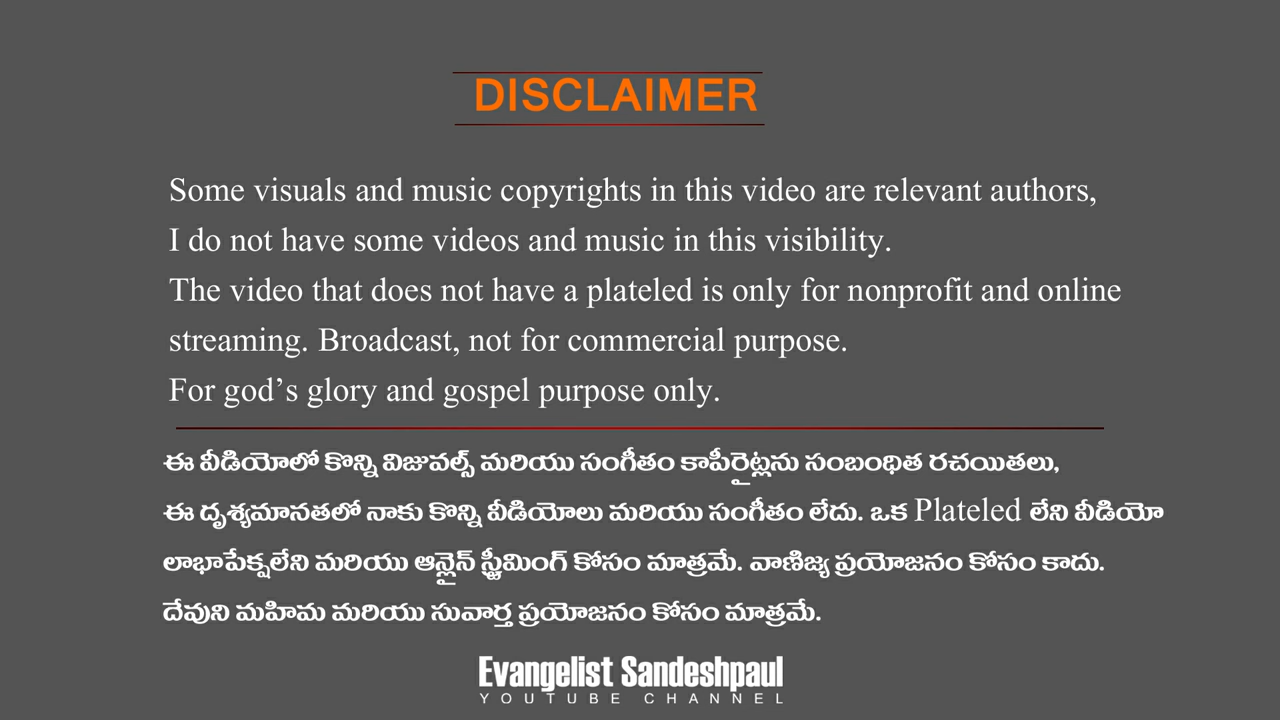 DISCLAIMER
Some visuals and music copyrights in this video are relevant authors,
I do not have some videos and music in this visibility.
The video that does not have a plateled is only for nonprofit and online
streaming. Broadcast, not for commercial purpose.
For god’s glory and gospel purpose only.
ఈ వీడియోలో కొన్ని విజువల్స్ మరియు సంగీతం కాపీరైట్లను సంబంధిత రచయితలు,
ఈ దృశ్యమానతలో నాకు కొన్ని వీడియోలు మరియు సంగీతం లేదు. ఒక Plateled లేని వీడియో
లాభాపేక్షలేని మరియు ఆన్లైన్ స్ట్రీమింగ్ కోసం మాత్రమే. వాణిజ్య ప్రయోజనం కోసం కాదు.
దేవుని మహిమ మరియు సువార్త ప్రయోజనం కోసం మాత్రమే.
Evangelist Sandeshpaul
YOUTUBE CHANNEL